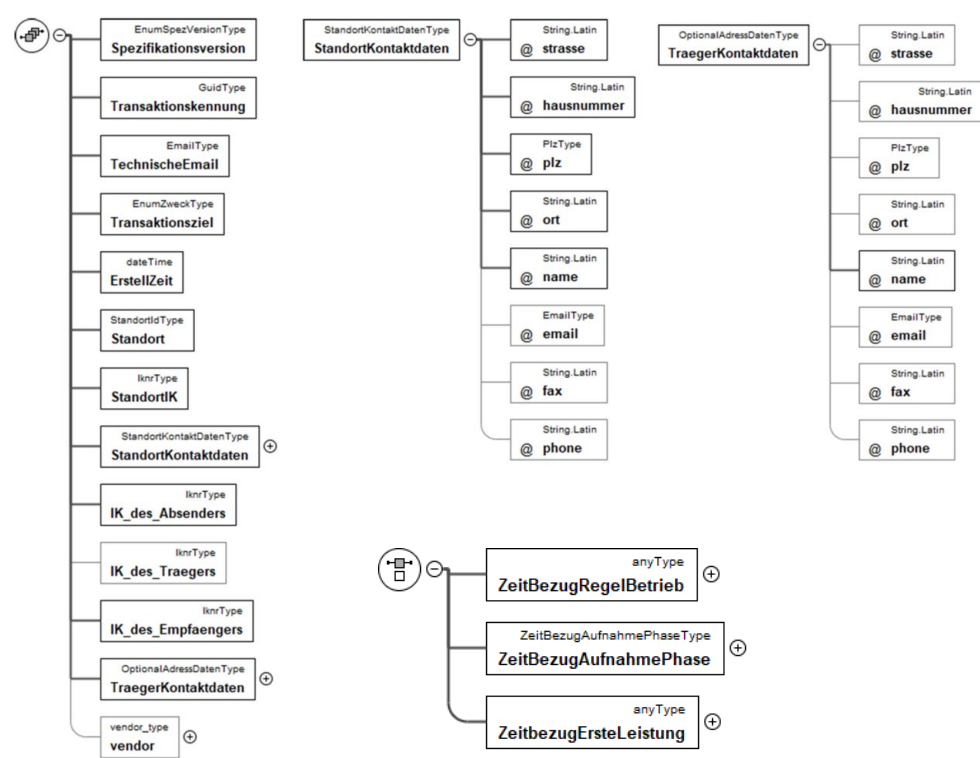 EnumSpezVersionType
Spezifikationsversion
GuidType
Transaktionskennung
EmailType
TechnischeEmail
EnumZweckType
Transaktionsziel
dateTime
ErstellZeit
StandortIdType
Standort
IknrType
StandortIK
StandortKontaktDatenType
StandortKontaktdaten
IknrType
IK_des_Absenders
IknrType
IK_des_Traegers
IknrType
IK_des_Empfaengers
OptionalAdressDatenType
TraegerKontaktdaten
vendor_type
vendor
StandortKontaktDatenType
StandortKontaktdaten
String.Latin
@ strasse
String.Latin
@ hausnummer
PlzType
@ plz
String.Latin
@ ort
String.Latin
@ name
EmailType
@ email
String.Latin
@ fax
String.Latin
@ phone
OptionalAdressDatenType
TraegerKontaktdaten
String.Latin
@ strasse
String.Latin
@ hausnummer
PlzType
@ plz
String.Latin
@ ort
String.Latin
@ name
EmailType
@ email
String.Latin
@ fax
String.Latin
@ phone
anyType
ZeitBezugRegelBetrieb
ZeitBezugAufnahmePhaseType
ZeitBezugAufnahmePhase
anyType
ZeitbezugErsteLeistung